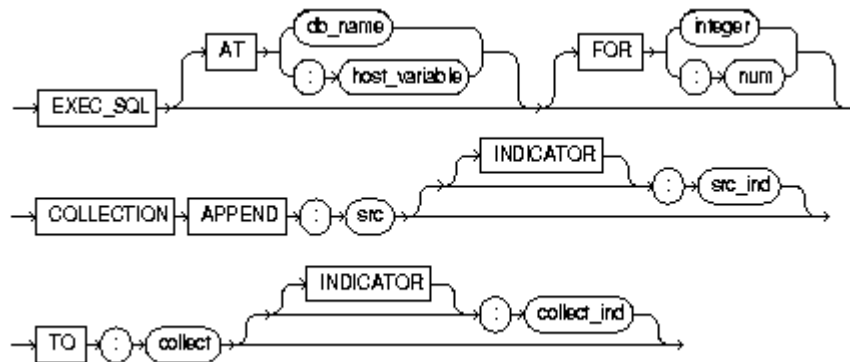 db_name integer
AT FOR
: host_variable : num
EXEC_SQL
INDICATOR
: src_ind
COLLECTION APPEND : src
INDICATOR
: collect_ind
TO : collect